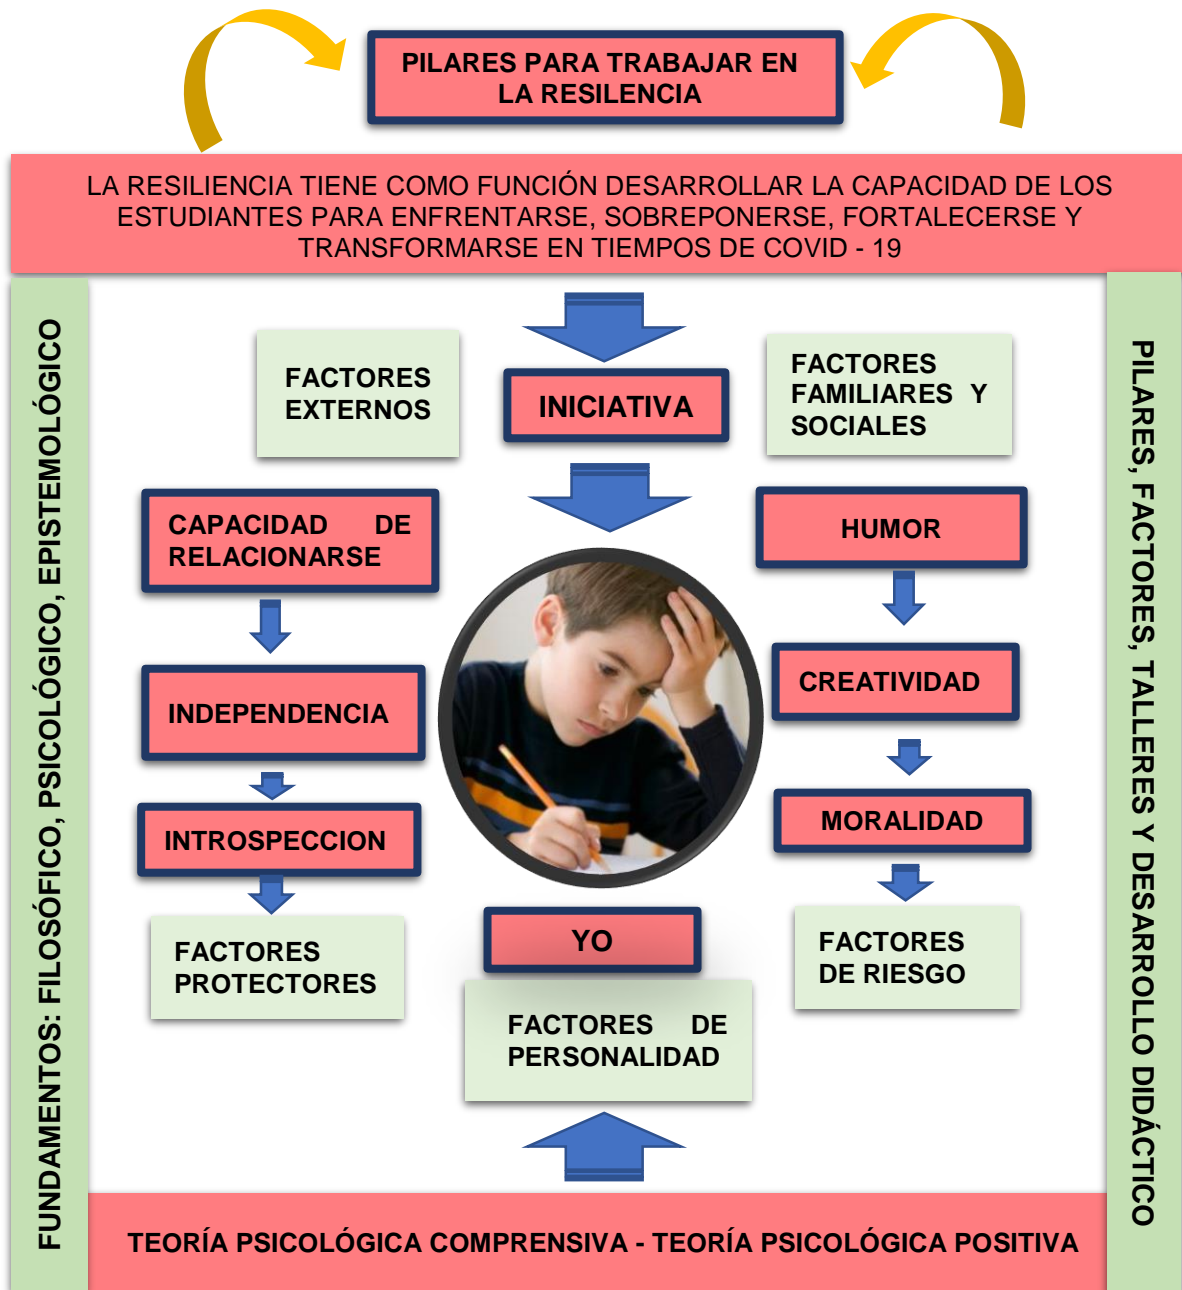 PILARES PARA TRABAJAR EN
LA RESILENCIA
LA RESILIENCIA TIENE COMO FUNCIÓN DESARROLLAR LA CAPACIDAD DE LOS
ESTUDIANTES PARA ENFRENTARSE, SOBREPONERSE, FORTALECERSE Y
TRANSFORMARSE EN TIEMPOS DE COVID - 19
FUNDAMENTOS: FILOSÓFICO, PSICOLÓGICO, EPISTEMOLÓGICO
FACTORES
EXTERNOS
INICIATIVA
FACTORES
FAMILIARES Y
SOCIALES
CAPACIDAD DE
RELACIONARSE
HUMOR
INDEPENDENCIA
CREATIVIDAD
INTROSPECCION
MORALIDAD
FACTORES
PROTECTORES
YO
FACTORES DE
PERSONALIDAD
FACTORES
DE RIESGO
PILARES, FACTORES, TALLERES Y DESARROLLO DIDÁCTICO
TEORÍA PSICOLÓGICA COMPRENSIVA - TEORÍA PSICOLÓGICA POSITIVA